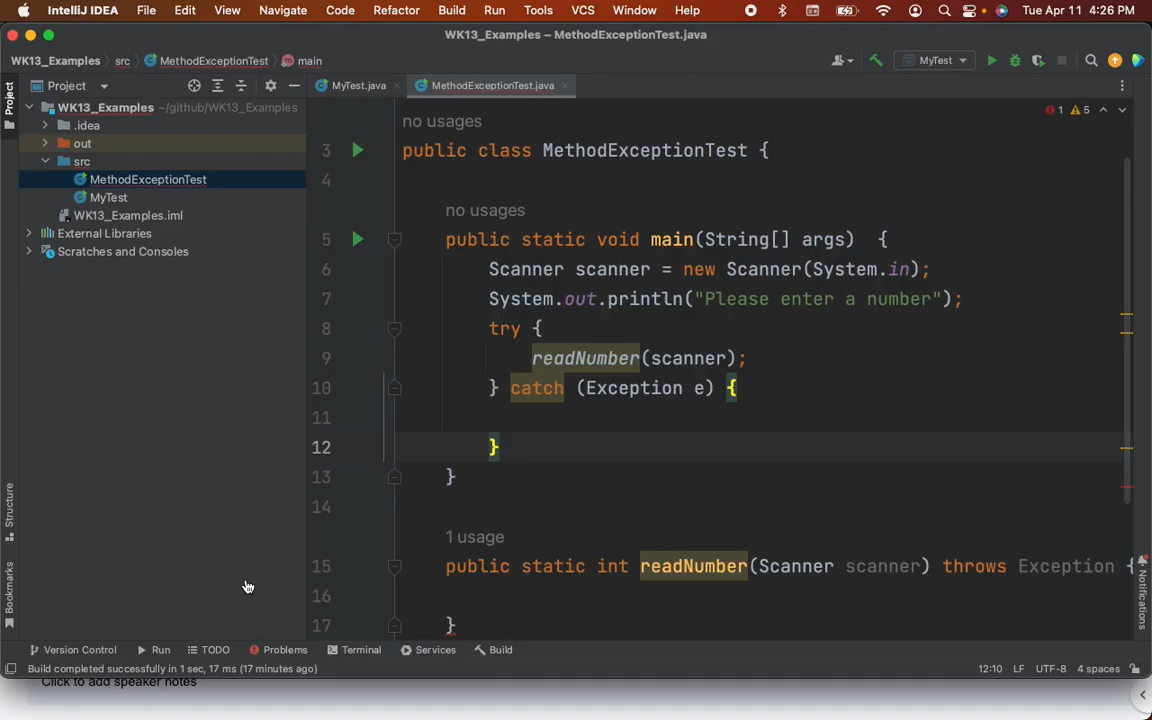 IntelliJ IDEA File Edit View Navigate Code Refactor Build Run Tools VCS Window Help Tue Apr 11 4:26 PM
WK13_Examples – MethodExceptionTest.java
WK13_Examples src MethodExceptionTest main MyTest
Project MyTest.java MethodExceptionTest.java
Project
WK13_Examples ~/github/WK13_Examples
.idea
out
src
MethodExceptionTest
MyTest
WK13_Examples.iml
External Libraries
Scratches and Consoles
Structure
Bookmarks
1 5
no usages
3 public class MethodExceptionTest {
4
no usages
5 public static void main(String[] args) {
6 Scanner scanner = new Scanner(System.in);
7 System.out.println("Please enter a number");
8 try {
9 readNumber(scanner);
10 } catch (Exception e) {
11
12 }
13 }
14
1 usage
15 public static int readNumber(Scanner scanner) throws Exception {
16
17 }
Notifications
Version Control Run TODO Problems Terminal Services Build
Build completed successfully in 1 sec, 17 ms (17 minutes ago) 12:10 LF UTF-8 4 spaces
Click to add speaker notes